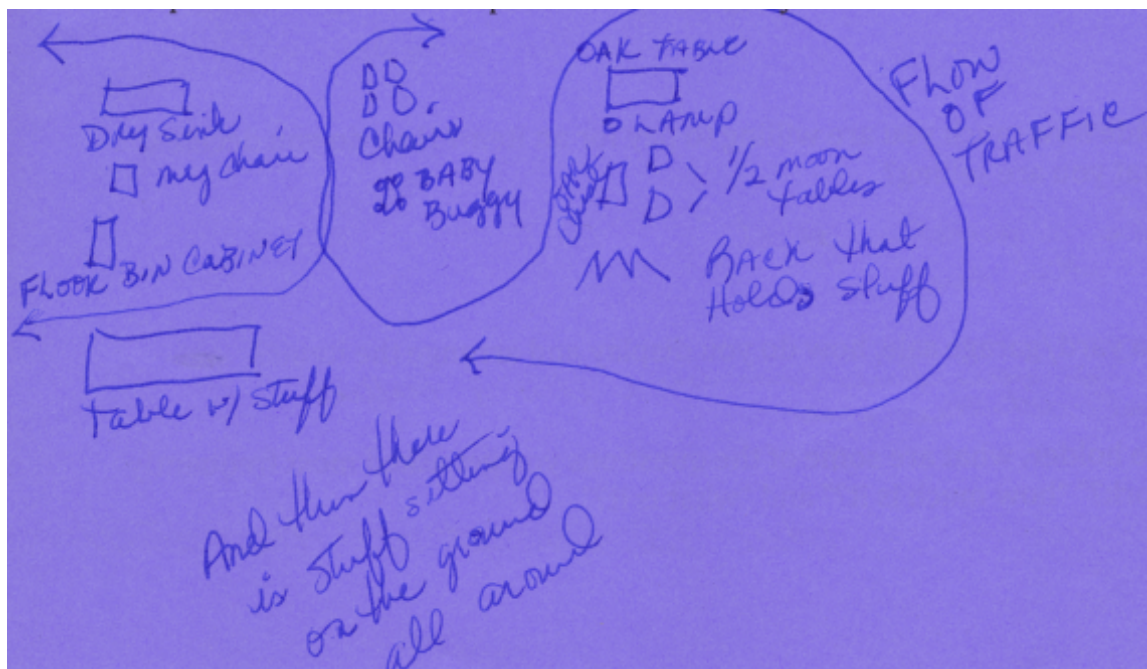 Dry Sink
my chair
FLOOR BIN CABINET
Table w/ stuff
Chairs
BABY
Buggy
OAK TABLE
LAMP
1/2 moon
tables
Rack that
Holds stuff
FLOW
OF
TRAFFIC
And then there
is stuff sitting
on the ground
all around